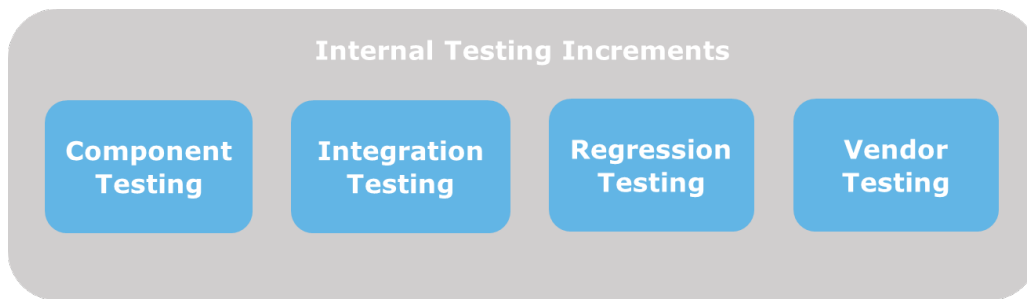 Internal Testing Increments
Component
Testing
Integration
Testing
Regression
Testing
Vendor
Testing